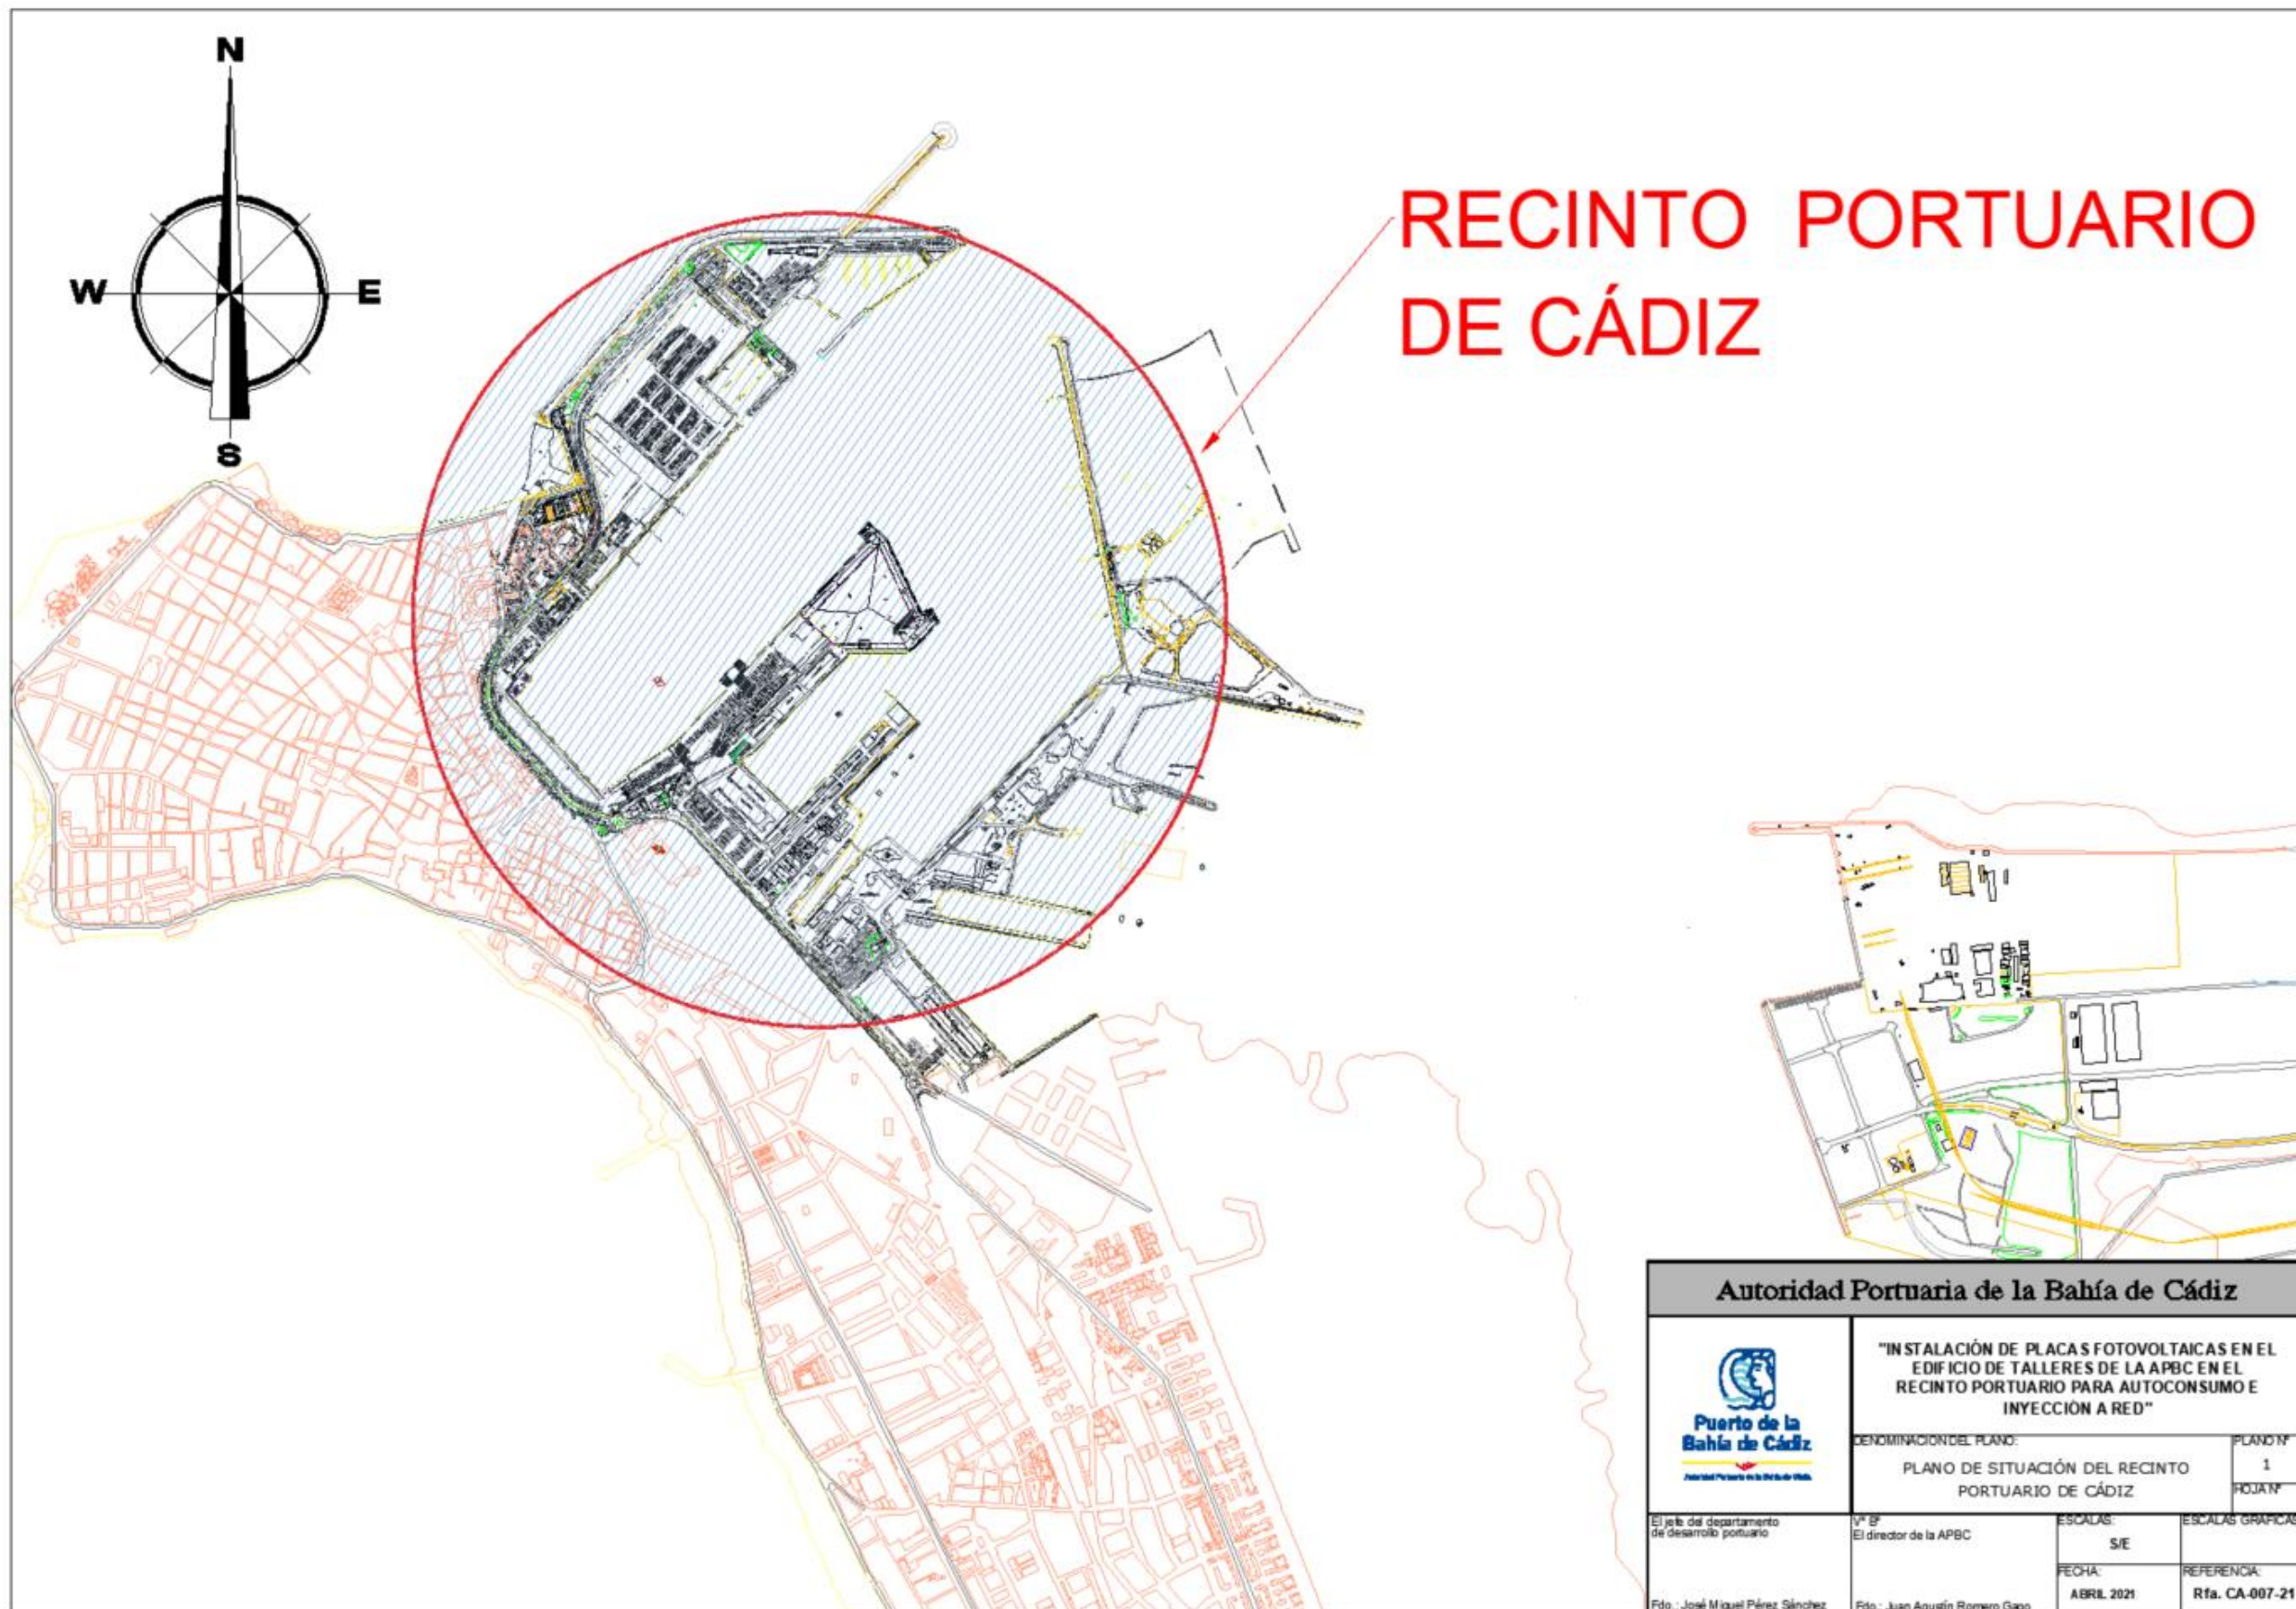 N
W
E
S
RECINTO PORTUARIO
DE CÁDIZ
Autoridad Portuaria de la Bahía de Cádiz
Puerto de la
Bahía de Cádiz
"INSTALACIÓN DE PLACAS FOTOVOLTAICAS EN EL
EDIFICIO DE TALLERES DE LA APBC EN EL
RECINTO PORTUARIO PARA AUTOCONSUMO E
INYECCIÓN A RED"
DENOMINACION DEL PLANO:
PLANO DE SITUACIÓN DEL RECINTO
PORTUARIO DE CÁDIZ
PLANO Nº
1
HOJA Nº
El jefe del departamento
de desarrollo portuario
Fdo.: José Miguel Pérez Sánchez
Vº Bº
El director de la APBC
Fdo.: Juan Agustín Romero Gago
ESCALAS:
S/E
ESCALAS GRAFICAS
FECHA:
ABRIL 2021
REFERENCIA:
Rfa. CA-007-21